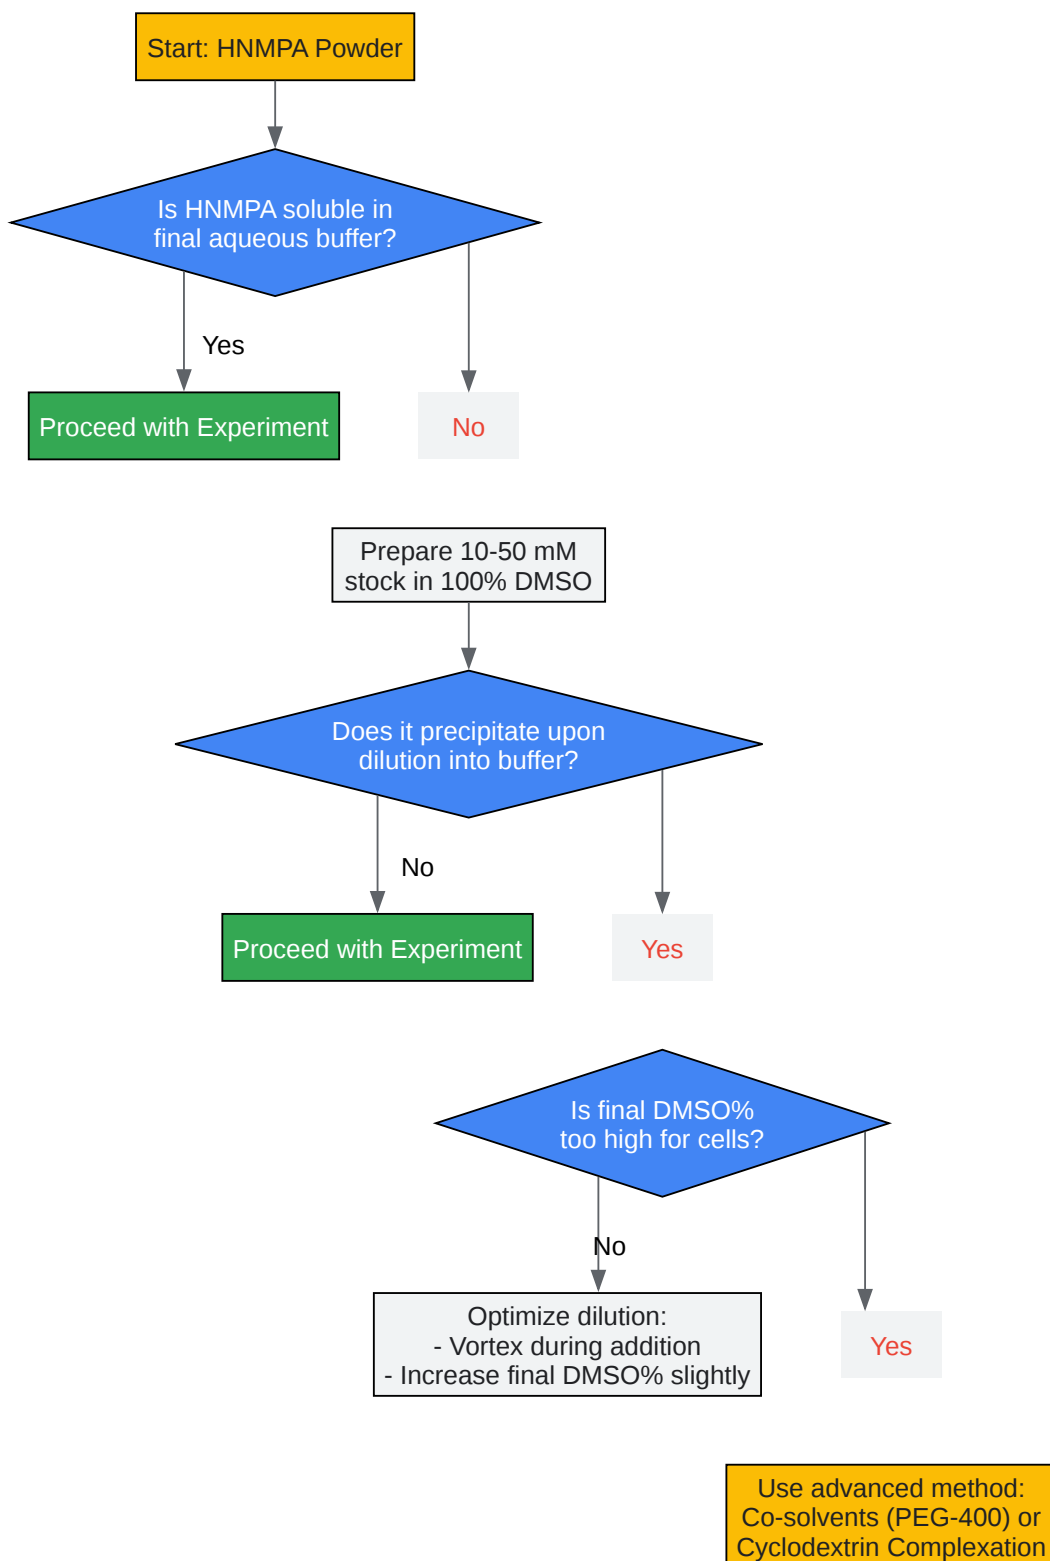 Start: HNMPA Powder
Is HNMPA soluble in
final aqueous buffer?
Yes
Proceed with Experiment
No
Prepare 10-50 mM
stock in 100% DMSO
Does it precipitate upon
dilution into buffer?
No
Proceed with Experiment
Yes
Is final DMSO%
too high for cells?
No
Optimize dilution:
- Vortex during addition
- Increase final DMSO% slightly
Yes
Use advanced method:
Co-solvents (PEG-400) or
Cyclodextrin Complexation